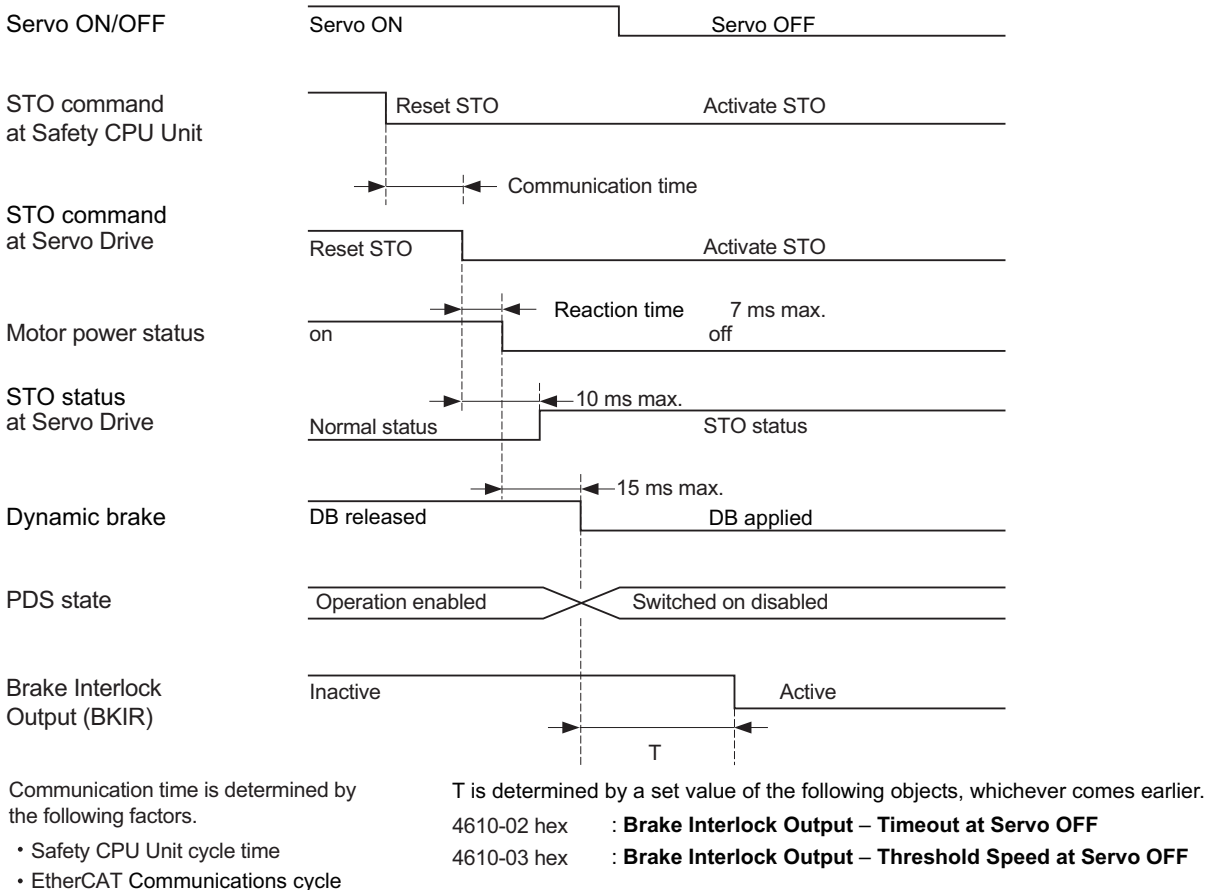 Servo ON/OFF
Servo ON
Servo OFF
STO command
at Safety CPU Unit
Reset STO
Activate STO
Communication time
STO command
at Servo Drive
Reset STO
Activate STO
Reaction time 7 ms max.
Motor power status
on
off
STO status
at Servo Drive
10 ms max.
Normal status
STO status
15 ms max.
Dynamic brake
DB released
DB applied
PDS state
Operation enabled
Switched on disabled
Brake Interlock
Output (BKIR)
Inactive
Active
T
Communication time is determined by
the following factors.
・Safety CPU Unit cycle time
・EtherCAT Communications cycle
T is determined by a set value of the following objects, whichever comes earlier.
4610-02 hex : Brake Interlock Output – Timeout at Servo OFF
4610-03 hex : Brake Interlock Output – Threshold Speed at Servo OFF